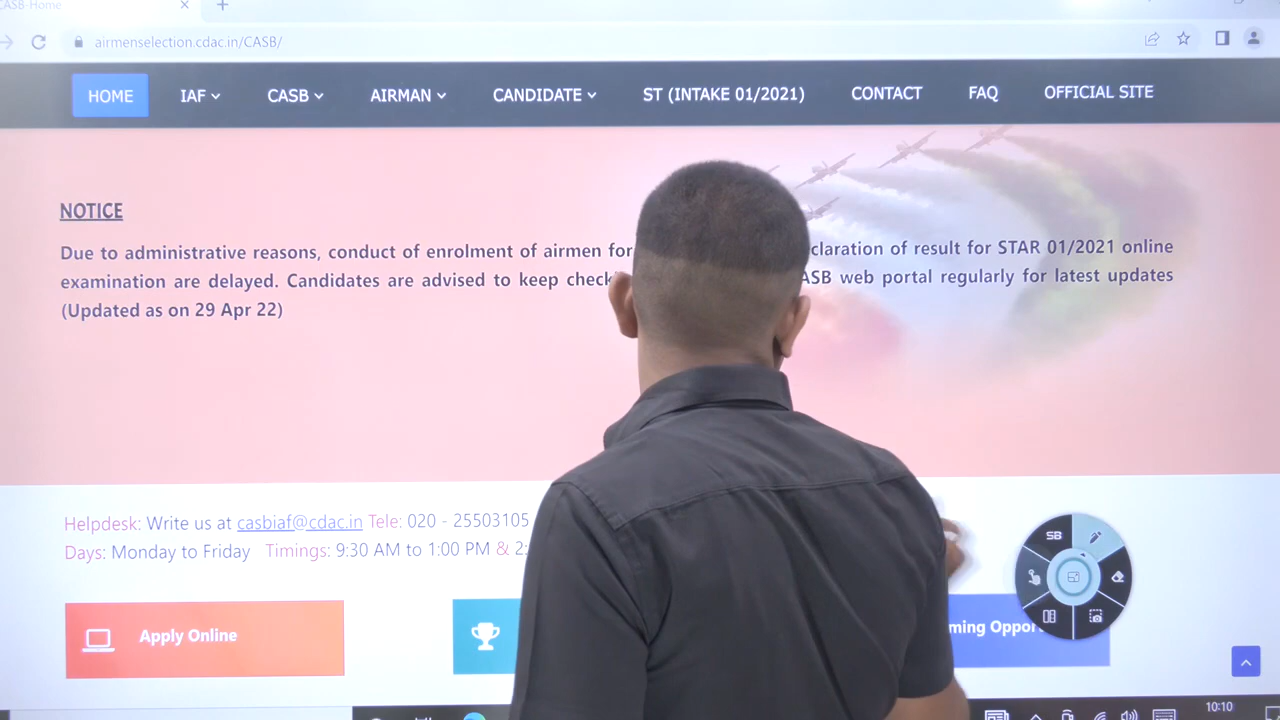 CASB-Home
airmenselection.cdac.in/CASB/
HOME IAF CASB AIRMAN CANDIDATE ST (INTAKE 01/2021) CONTACT FAQ OFFICIAL SITE
NOTICE
Due to administrative reasons, conduct of enrolment of airmen for claration of result for STAR 01/2021 online
examination are delayed. Candidates are advised to keep check ASB web portal regularly for latest updates
(Updated as on 29 Apr 22)
Helpdesk: Write us at casbiaf@cdac.in Tele: 020 - 25503105
Days: Monday to Friday Timings: 9:30 AM to 1:00 PM & 2:
SB
Apply Online ming Oppor
10:10